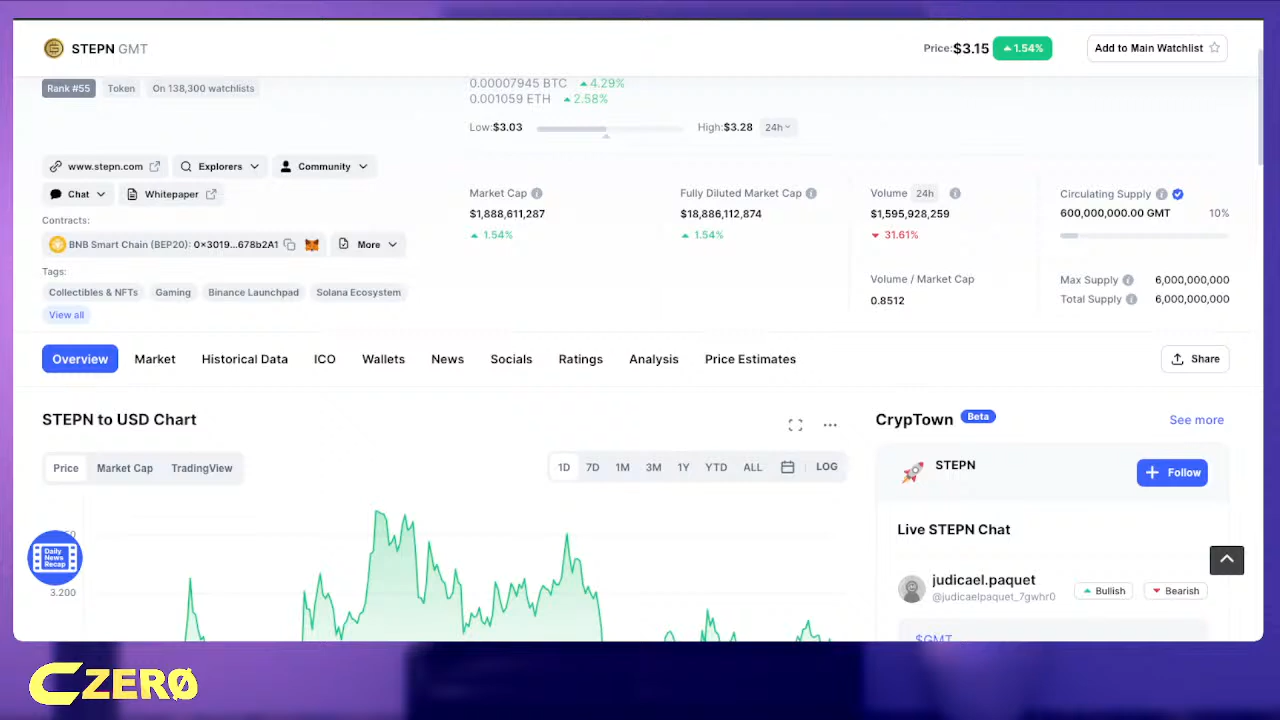 STEPN GMT
Price:$3.15 1.54% Add to Main Watchlist
Rank #55 Token On 138,300 watchlists
0.00007945 BTC 4.29%
0.001059 ETH 2.58%
Low:$3.03 High:$3.28 24h
www.stepn.com Explorers Community
Chat Whitepaper
Contracts:
BNB Smart Chain (BEP20): 0x3019...678b2A1 More
Tags:
Collectibles & NFTs Gaming Binance Launchpad Solana Ecosystem
View all
Market Cap
$1,888,611,287
1.54%
Fully Diluted Market Cap
$18,886,112,874
1.54%
Volume 24h
$1,595,928,259
31.61%
Volume / Market Cap
0.8512
Circulating Supply
600,000,000.00 GMT 10%
Max Supply 6,000,000,000
Total Supply 6,000,000,000
Overview Market Historical Data ICO Wallets News Socials Ratings Analysis Price Estimates Share
STEPN to USD Chart
Price Market Cap TradingView
1D 7D 1M 3M 1Y YTD ALL LOG
3.200
Daily
News
Recap
CrypTown Beta See more
STEPN
Follow
Live STEPN Chat
judicael.paquet
@judicaelpaquet_7gwhr0
Bullish Bearish
$GMT
CZERØ